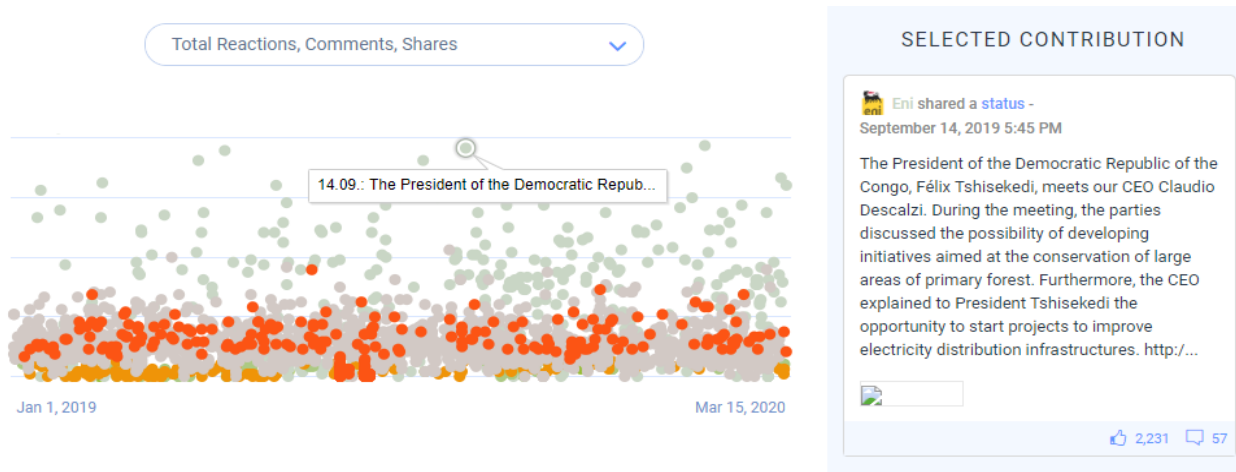 Total Reactions, Comments, Shares
14.09.: The President of the Democratic Repub...
Jan 1, 2019
Mar 15, 2020
SELECTED CONTRIBUTION
eni
Eni shared a status -
September 14, 2019 5:45 PM
The President of the Democratic Republic of the
Congo, Félix Tshisekedi, meets our CEO Claudio
Descalzi. During the meeting, the parties
discussed the possibility of developing
initiatives aimed at the conservation of large
areas of primary forest. Furthermore, the CEO
explained to President Tshisekedi the
opportunity to start projects to improve
electricity distribution infrastructures. http:/...
2,231
57